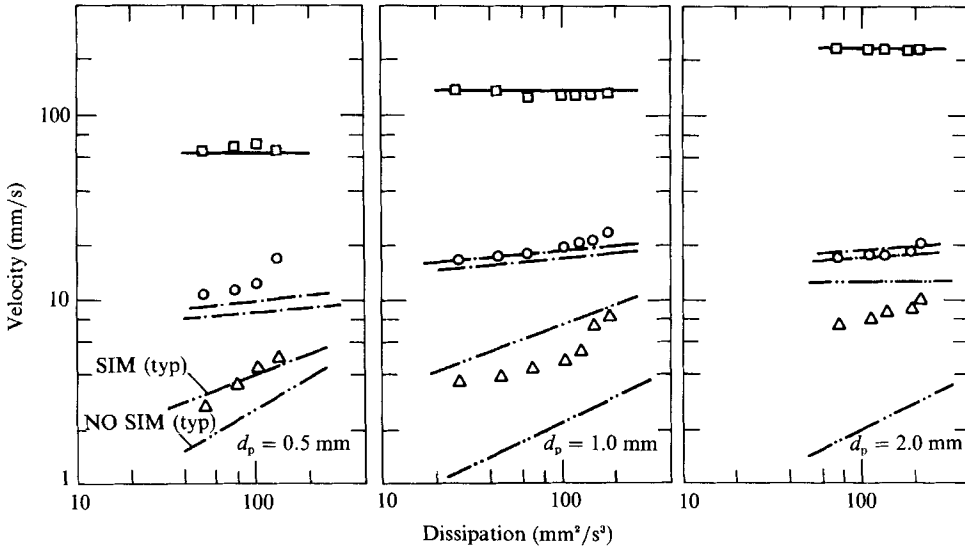 Velocity (mm/s)
100
10
1
SIM (typ)
NO SIM (typ)
dₚ = 0.5 mm
dₚ = 1.0 mm
dₚ = 2.0 mm
10
100
10
100
10
100
Dissipation (mm²/s³)